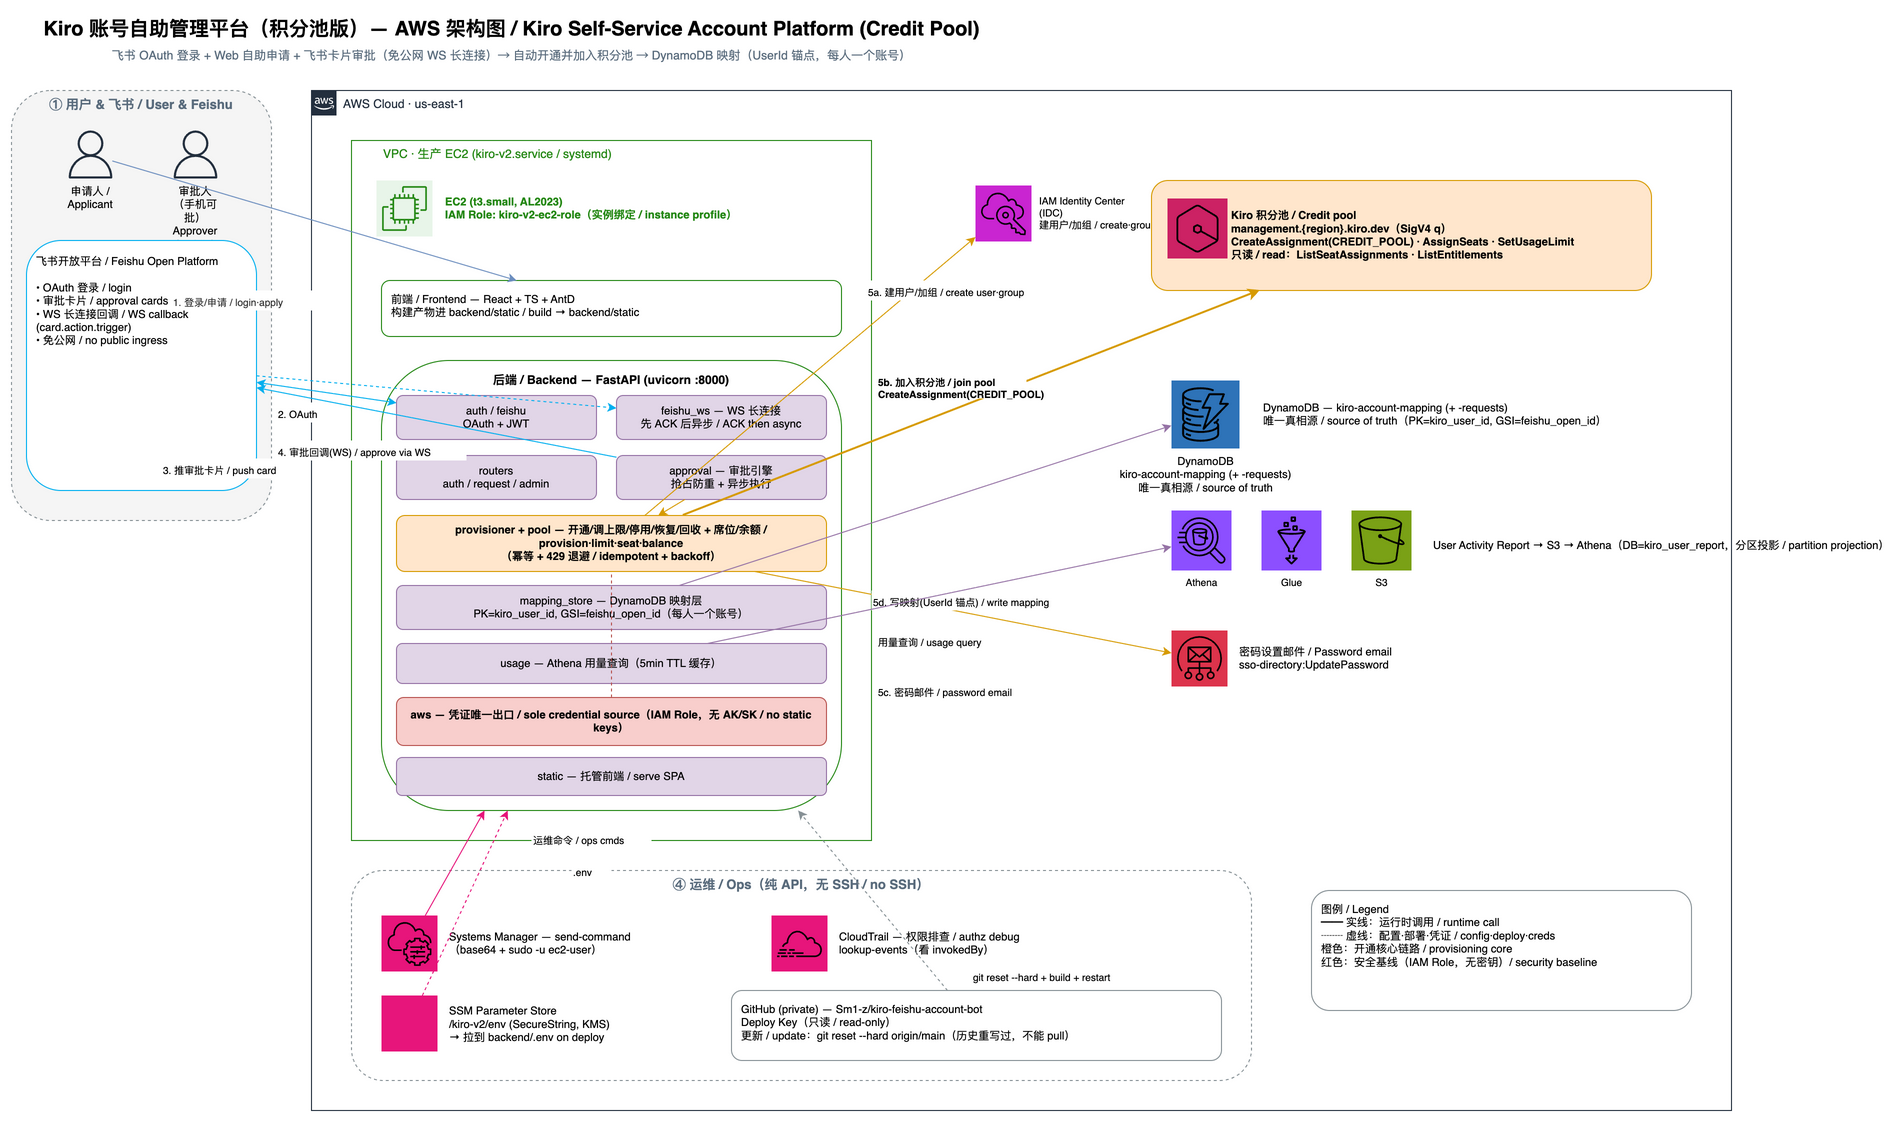 Kiro 账号自助管理平台（积分池版）— AWS 架构图 / Kiro Self-Service Account Platform (Credit Pool)
飞书 OAuth 登录 + Web 自助申请 + 飞书卡片审批（免公网 WS 长连接）→ 自动开通并加入积分池 → DynamoDB 映射（UserId 锚点，每人一个账号）
① 用户 & 飞书 / User & Feishu
申请人 /
Applicant
审批人
（手机可
批）
Approver
飞书开放平台 / Feishu Open Platform
• OAuth 登录 / login
• 审批卡片 / approval cards
• WS 长连接回调 / WS callback
(card.action.trigger)
• 免公网 / no public ingress
1. 登录/申请 / login·apply
2. OAuth
4. 审批回调(WS) / approve via WS
3. 推审批卡片 / push card
aws
AWS Cloud · us-east-1
VPC · 生产 EC2 (kiro-v2.service / systemd)
EC2 (t3.small, AL2023)
IAM Role: kiro-v2-ec2-role（实例绑定 / instance profile）
前端 / Frontend — React + TS + AntD
构建产物进 backend/static / build → backend/static
后端 / Backend — FastAPI (uvicorn :8000)
auth / feishu
OAuth + JWT
feishu_ws — WS 长连接
先 ACK 后异步 / ACK then async
routers
auth / request / admin
approval — 审批引擎
抢占防重 + 异步执行
provisioner + pool — 开通/调上限/停用/恢复/回收 + 席位/余额 /
provision·limit·seat·balance
（幂等 + 429 退避 / idempotent + backoff）
mapping_store — DynamoDB 映射层
PK=kiro_user_id, GSI=feishu_open_id（每人一个账号）
usage — Athena 用量查询（5min TTL 缓存）
aws — 凭证唯一出口 / sole credential source（IAM Role，无 AK/SK / no static
keys）
static — 托管前端 / serve SPA
IAM Identity Center
(IDC)
建用户/加组 / create·grou
Kiro 积分池 / Credit pool
management.{region}.kiro.dev（SigV4 q）
CreateAssignment(CREDIT_POOL) · AssignSeats · SetUsageLimit
只读 / read：ListSeatAssignments · ListEntitlements
5a. 建用户/加组 / create user·group
5b. 加入积分池 / join pool
CreateAssignment(CREDIT_POOL)
DynamoDB — kiro-account-mapping (+ -requests)
唯一真相源 / source of truth（PK=kiro_user_id, GSI=feishu_open_id）
DynamoDB
kiro-account-mapping (+ -requests)
唯一真相源 / source of truth
Athena
Glue
S3
User Activity Report → S3 → Athena（DB=kiro_user_report，分区投影 / partition projection）
5d. 写映射(UserId 锚点) / write mapping
用量查询 / usage query
5c. 密码邮件 / password email
密码设置邮件 / Password email
sso-directory:UpdatePassword
运维命令 / ops cmds
.env
④ 运维 / Ops（纯 API，无 SSH / no SSH）
Systems Manager — send-command
（base64 + sudo -u ec2-user）
CloudTrail — 权限排查 / authz debug
lookup-events（看 invokedBy）
git reset --hard + build + restart
SSM Parameter Store
/kiro-v2/env (SecureString, KMS)
→ 拉到 backend/.env on deploy
GitHub (private) — Sm1-z/kiro-feishu-account-bot
Deploy Key（只读 / read-only）
更新 / update：git reset --hard origin/main（历史重写过，不能 pull）
图例 / Legend
━━━ 实线：运行时调用 / runtime call
┈┈┈ 虚线：配置·部署·凭证 / config·deploy·creds
橙色：开通核心链路 / provisioning core
红色：安全基线（IAM Role，无密钥）/ security baseline